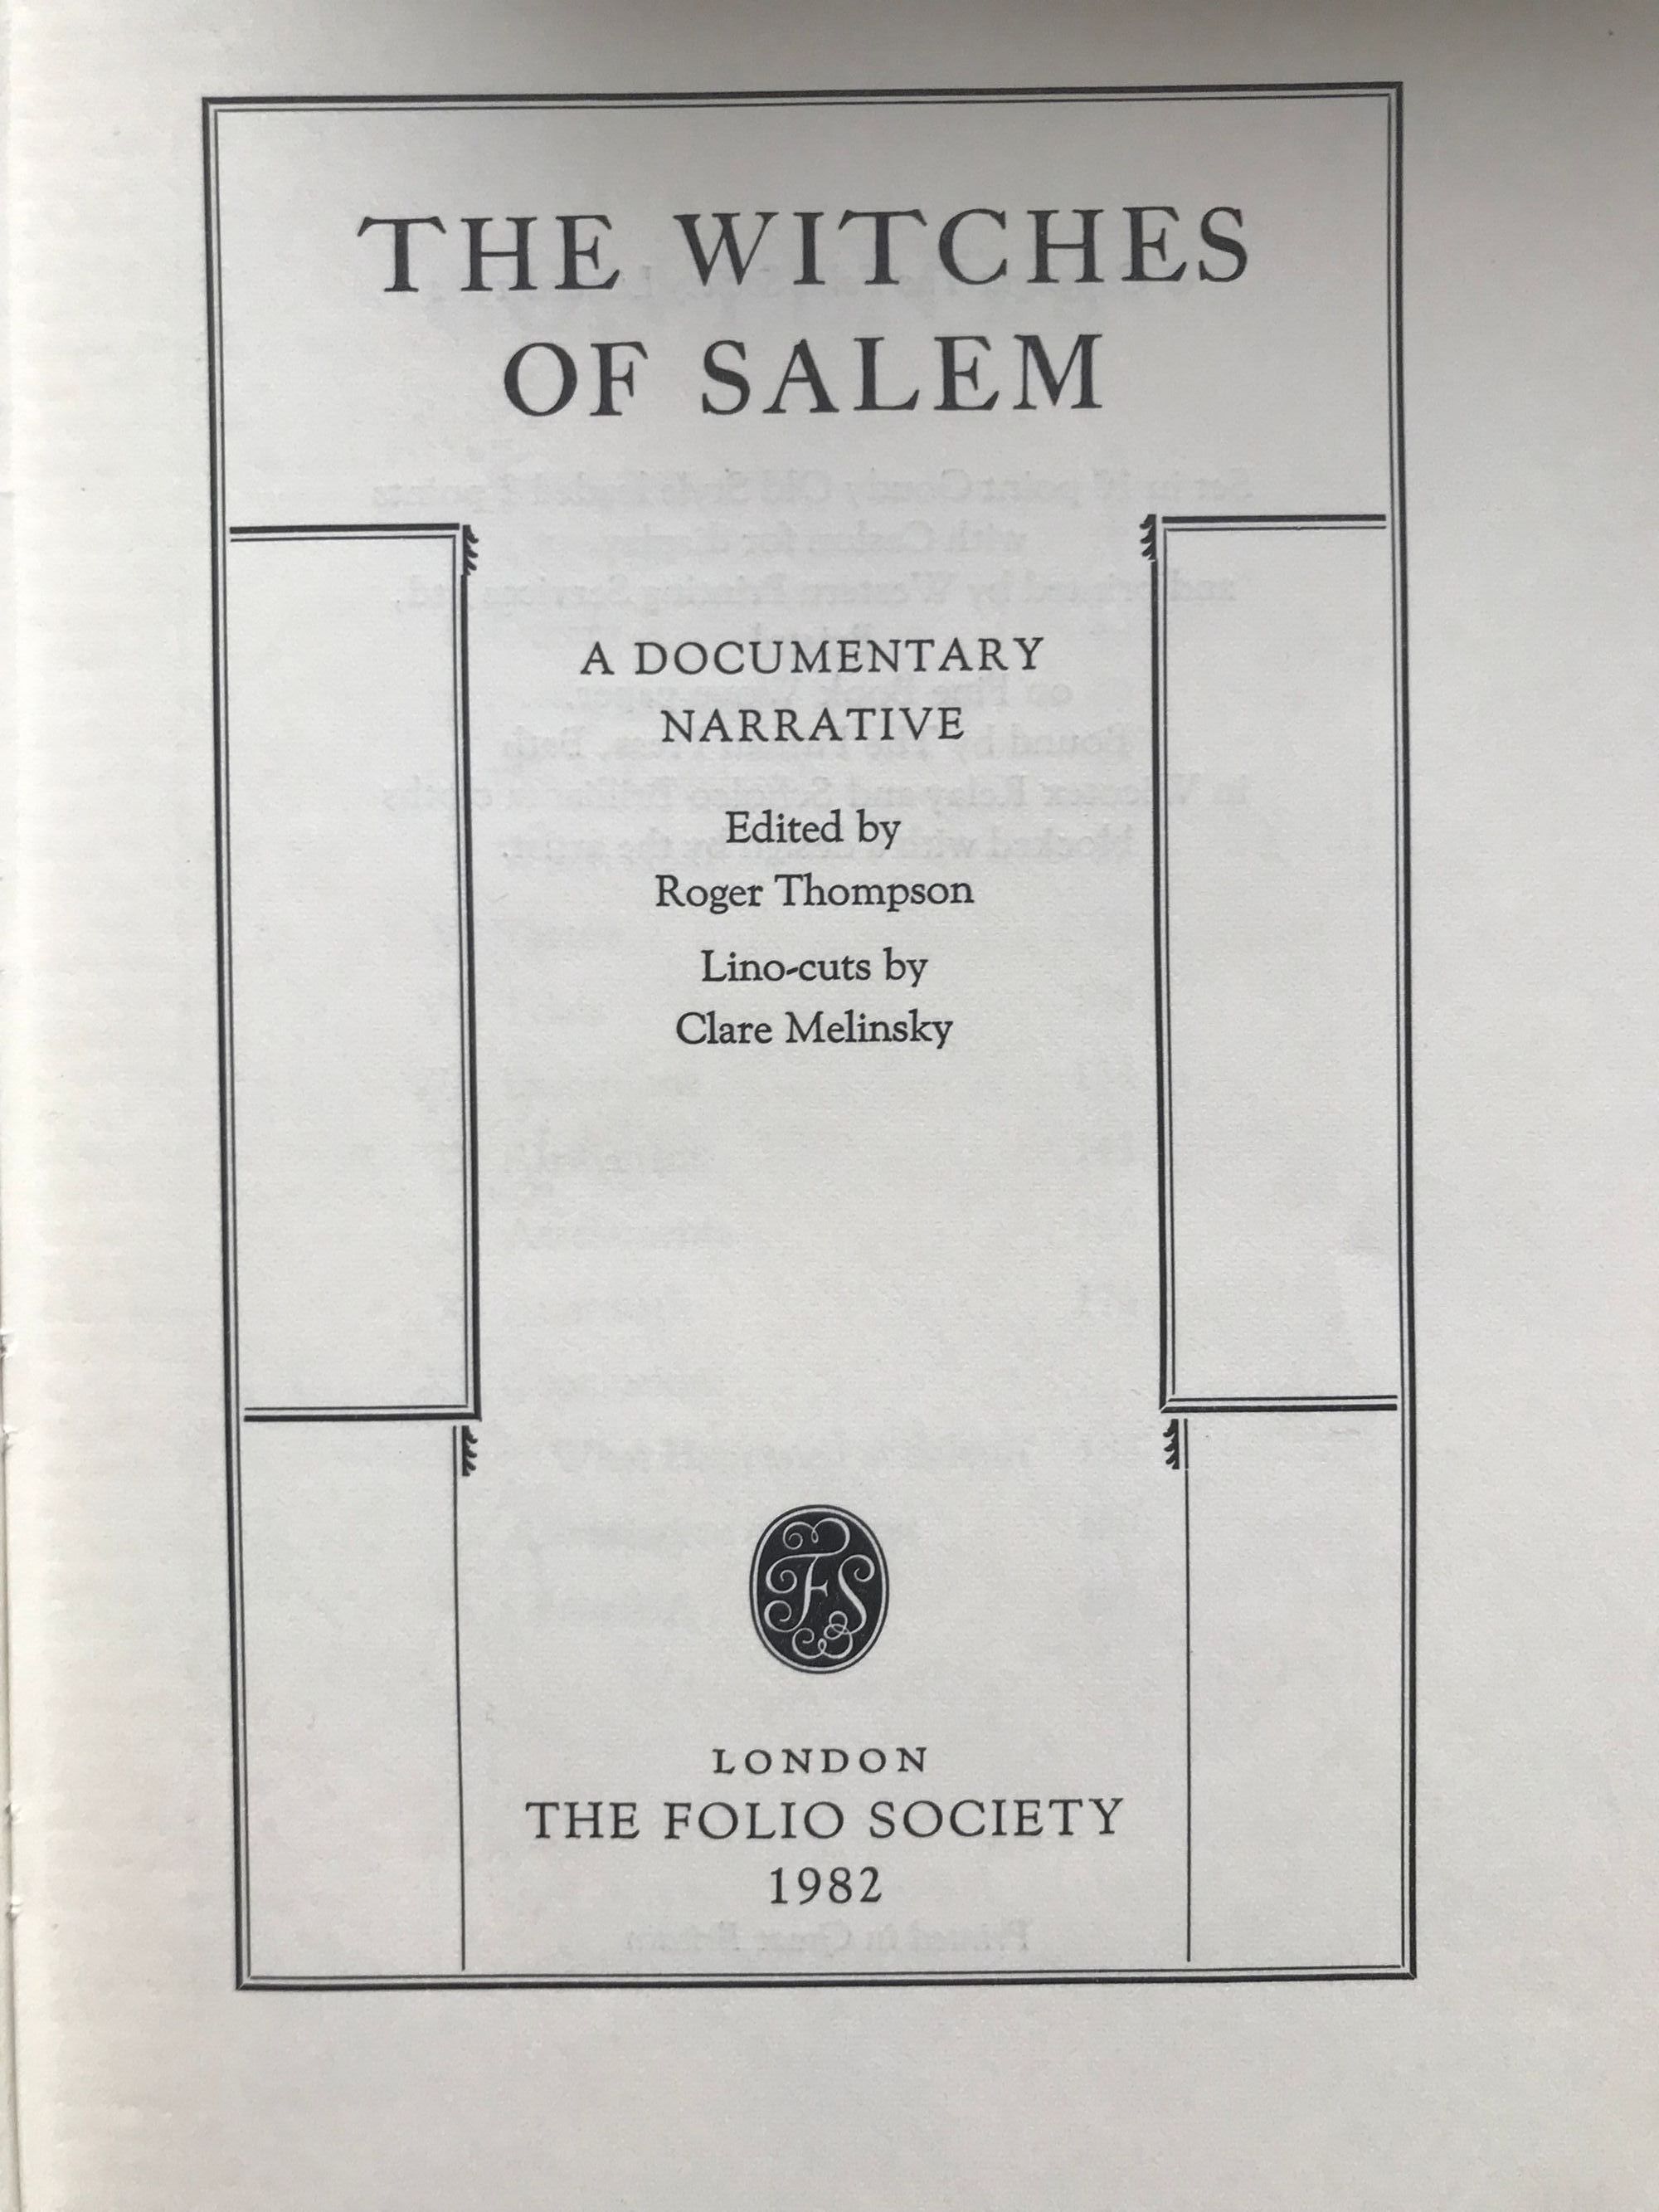 THE WITCHES
OF SALEM
A DOCUMENTARY
NARRATIVE
Edited by
Roger Thompson
Lino-cuts by
Clare Melinsky
FS
LONDON
THE FOLIO SOCIETY
1982